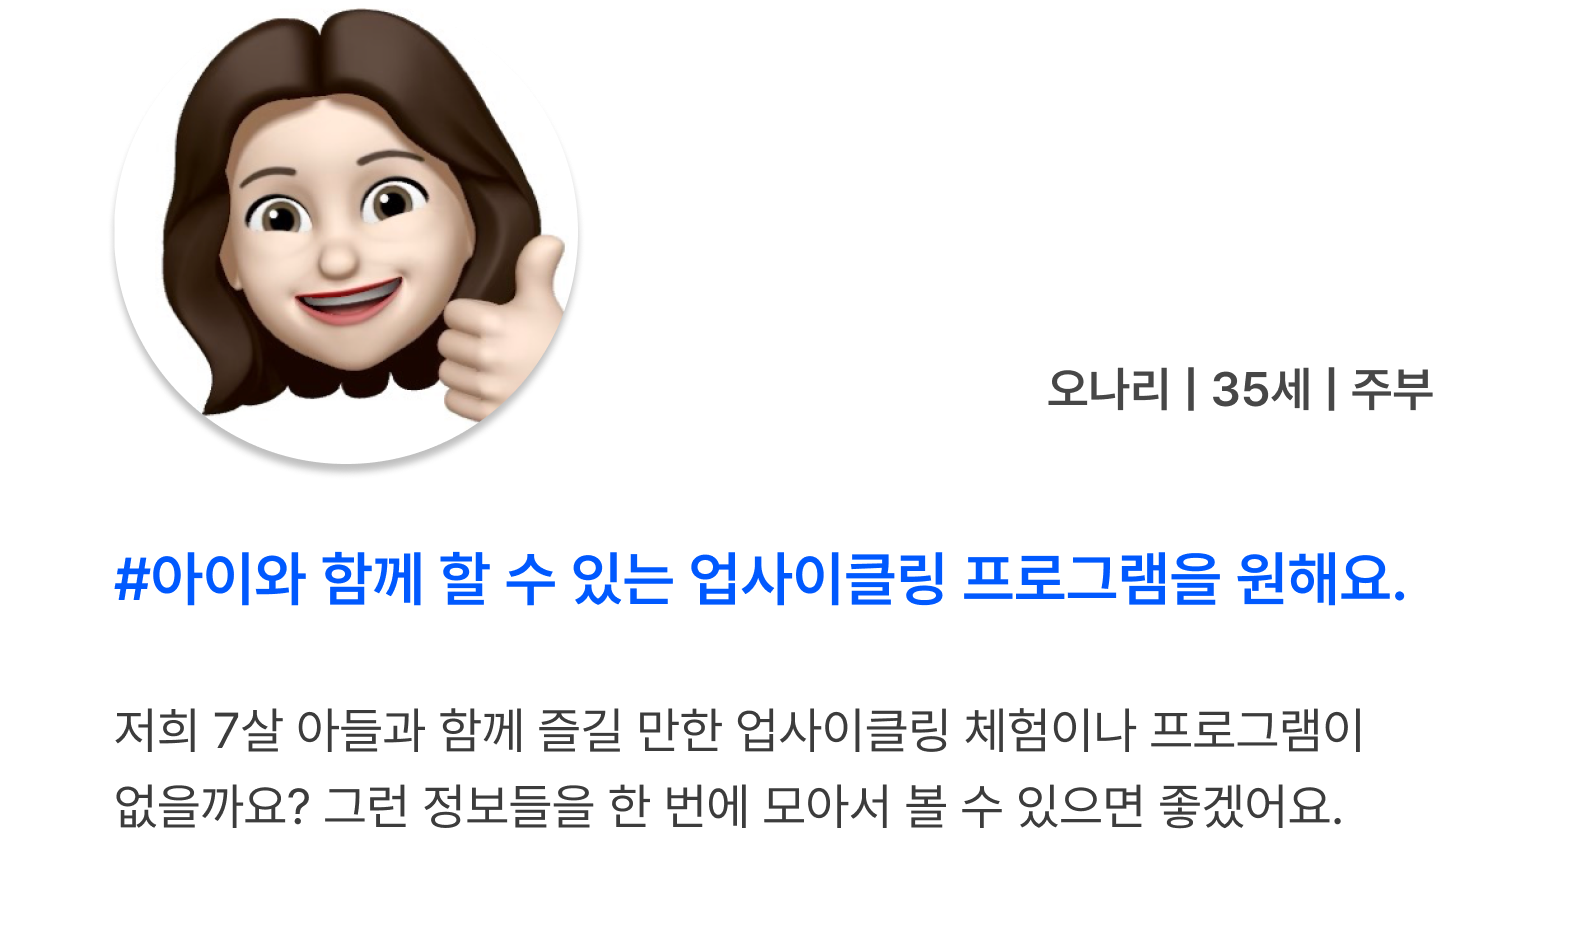 오나리 | 35세 | 주부
#아이와 함께 할 수 있는 업사이클링 프로그램을 원해요.
저희 7살 아들과 함께 즐길 만한 업사이클링 체험이나 프로그램이
없을까요? 그런 정보들을 한 번에 모아서 볼 수 있으면 좋겠어요.